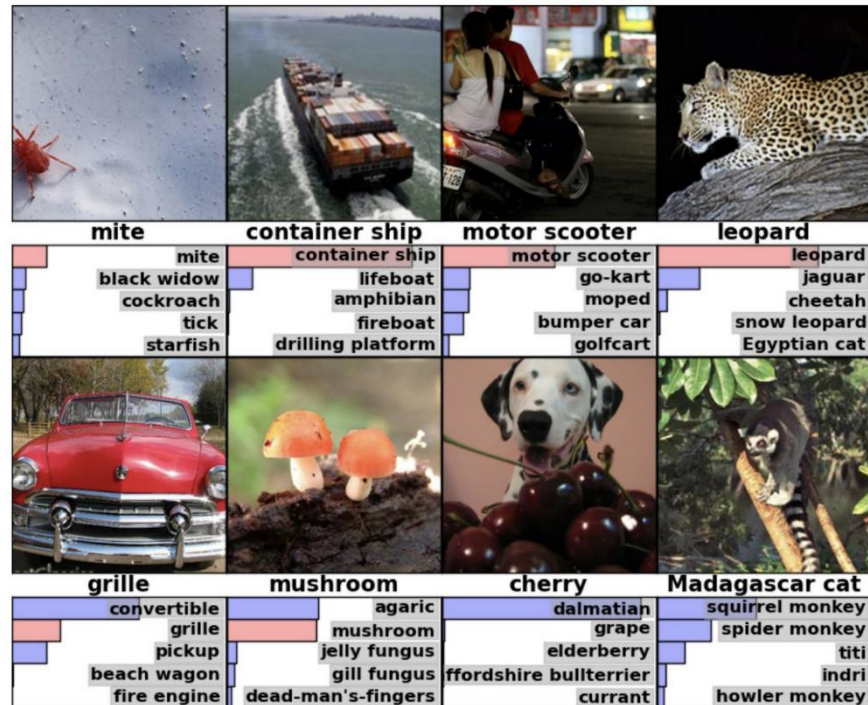 mite
container ship
motor scooter
leopard
mite
black widow
cockroach
tick
starfish
container ship
lifeboat
amphibian
fireboat
drilling platform
motor scooter
go-kart
moped
bumper car
golfcart
leopard
jaguar
cheetah
snow leopard
Egyptian cat
grille
mushroom
cherry
Madagascar cat
convertible
grille
pickup
beach wagon
fire engine
agaric
mushroom
jelly fungus
gill fungus
dead-man's-fingers
dalmatian
grape
elderberry
ffordshire bullterrier
currant
squirrel monkey
spider monkey
titi
indri
howler monkey